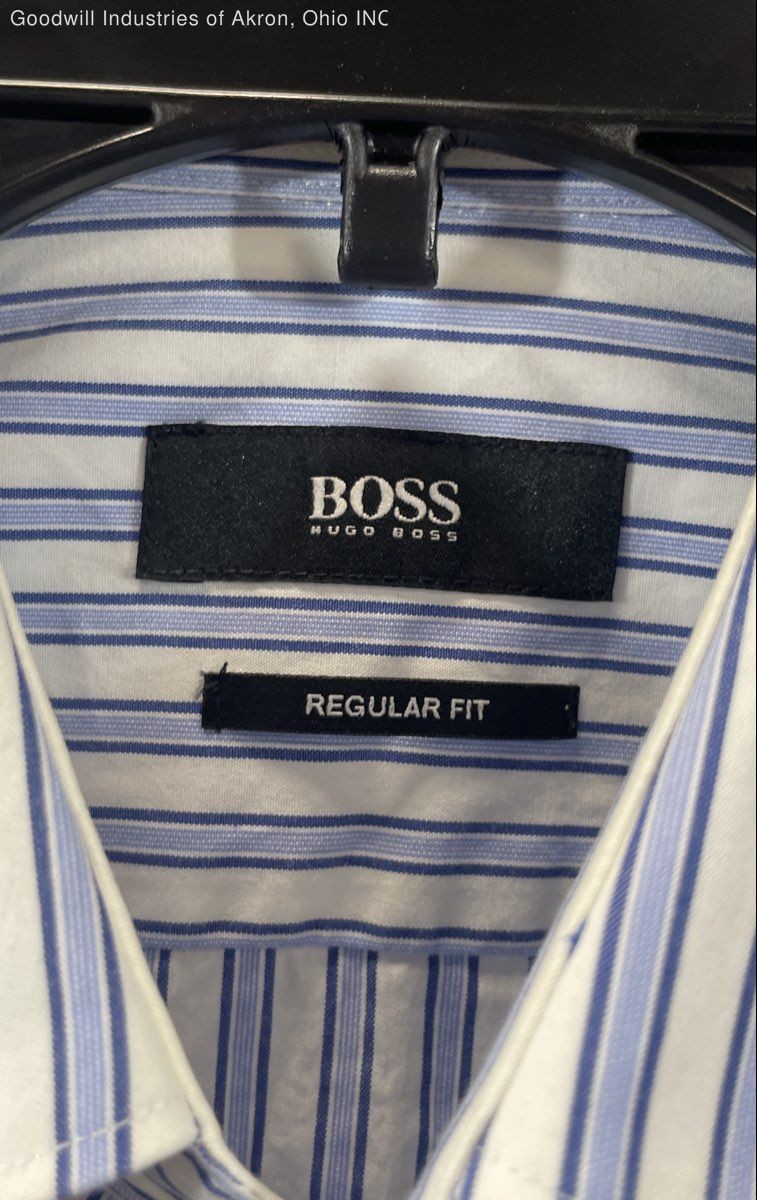 Goodwill Industries of Akron, Ohio INC
BOSS
HUGO BOSS
REGULAR FIT